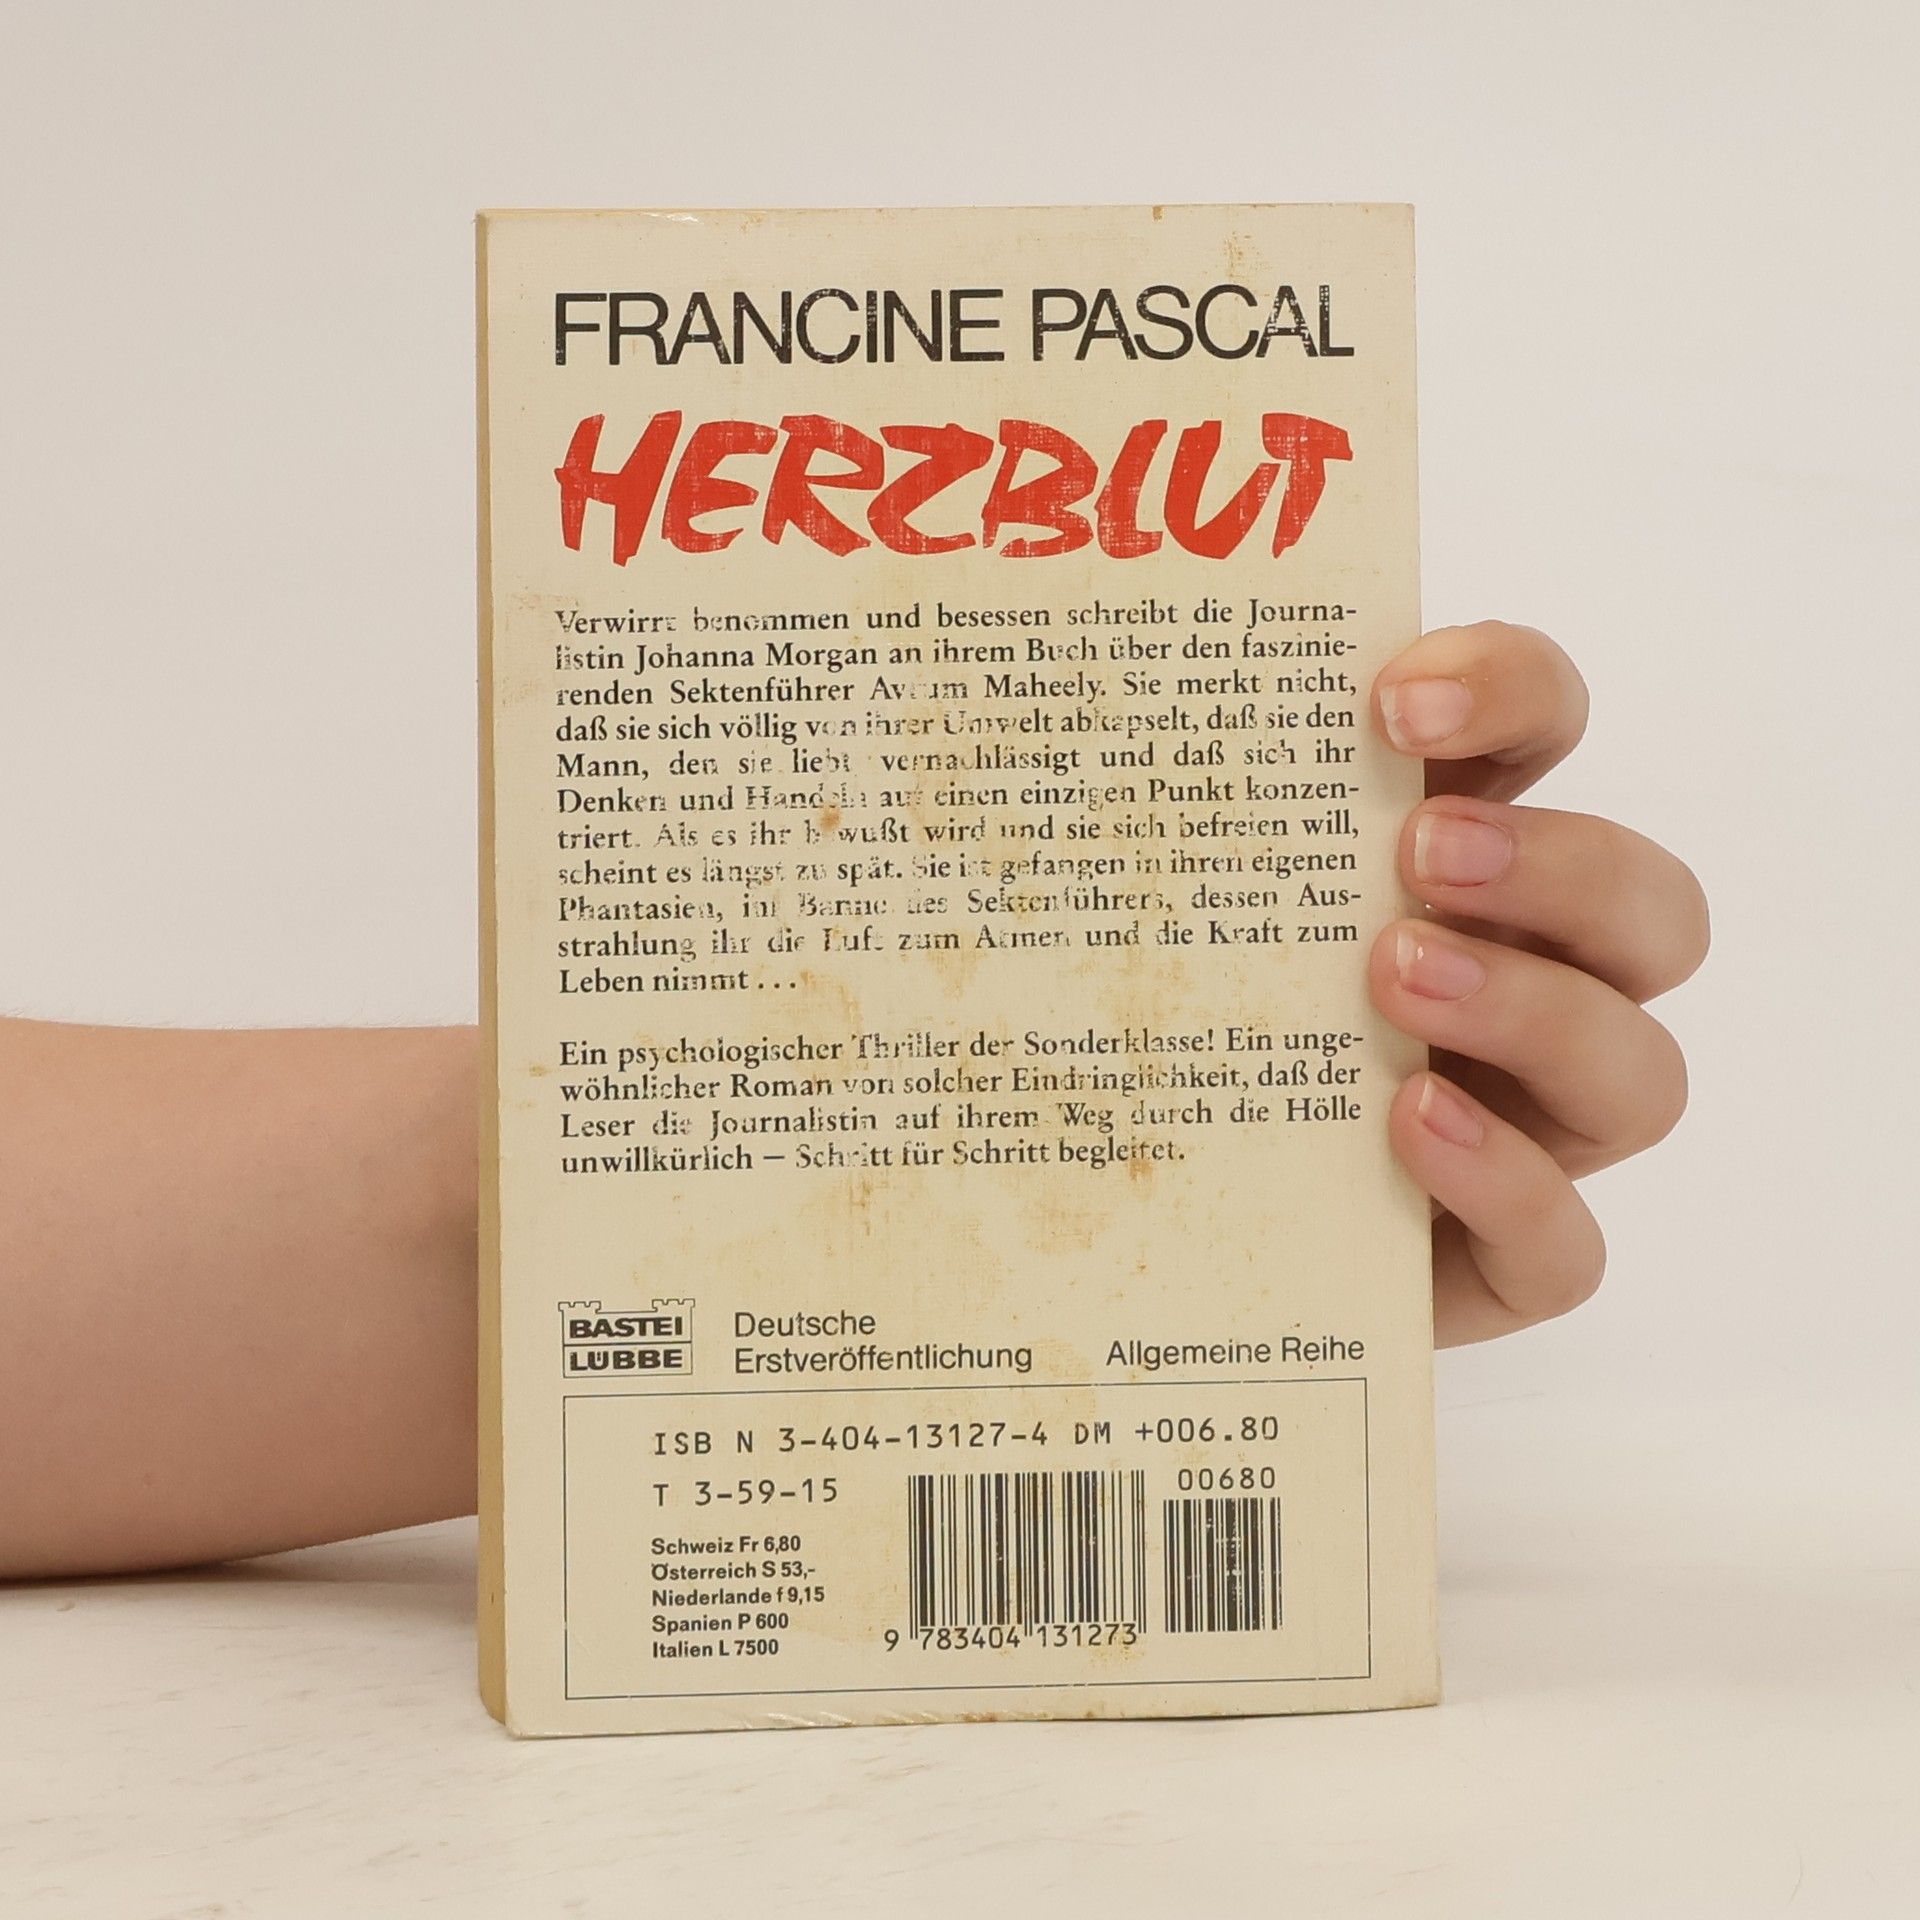 FRANCINE PASCAL
HERZBLUT
Verwirrt benommen und besessen schreibt die Journa-
listin Johanna Morgan an ihrem Buch über den faszinie-
renden Sektenführer Avrum Maheely. Sie merkt nicht,
daß sie sich völlig von ihrer Umwelt abkapselt, daß sie den
Mann, den sie liebt vernachlässigt und daß sich ihr
Denken und Handeln auf einen einzigen Punkt konzen-
triert. Als es ihr bewußt wird und sie sich befreien will,
scheint es längst zu spät. Sie ist gefangen in ihren eigenen
Phantasien, im Banne des Sektenführers, dessen Aus-
strahlung ihr die Luft zum Atmen und die Kraft zum
Leben nimmt ...
Ein psychologischer Thriller der Sonderklasse! Ein unge-
wöhnlicher Roman von solcher Eindringlichkeit, daß der
Leser die Journalistin auf ihrem Weg durch die Hölle
unwillkürlich — Schritt für Schritt begleitet.
BASTEI
LÜBBE
Deutsche
Erstveröffentlichung
Allgemeine Reihe
ISB N 3-404-13127-4 DM +006.80
T 3-59-15
00680
Schweiz Fr 6,80
Österreich S 53,-
Niederlande f 9,15
Spanien P 600
Italien L 7500
9 783404 131273